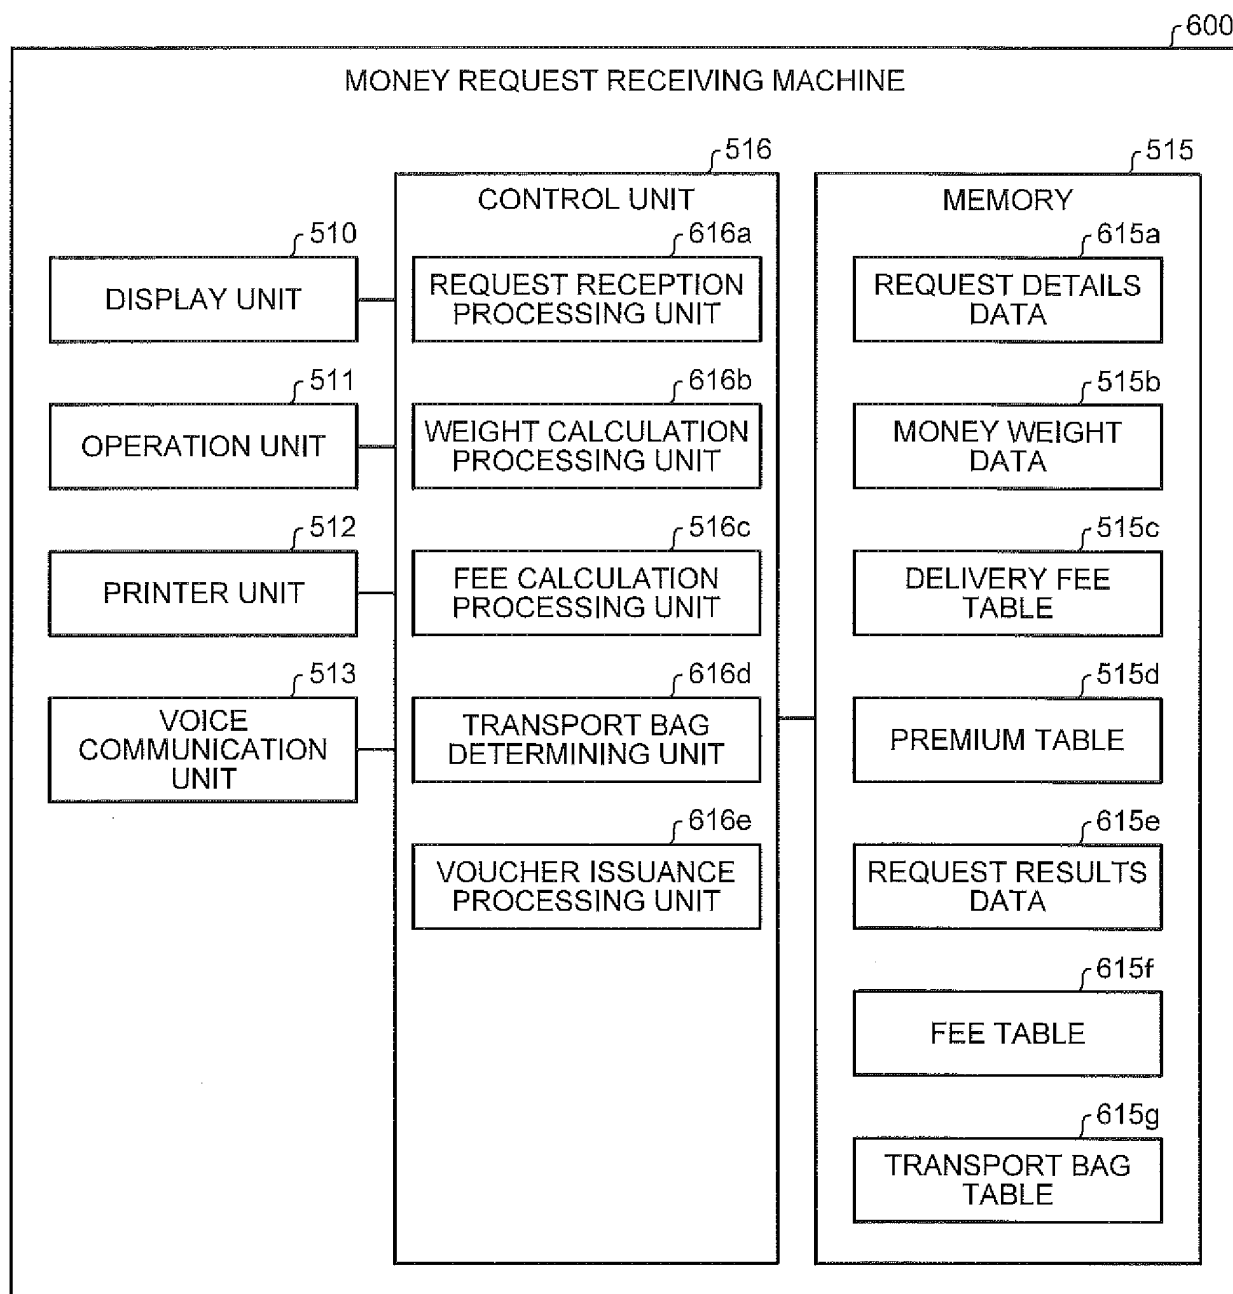 600
MONEY REQUEST RECEIVING MACHINE
510
DISPLAY UNIT
511
OPERATION UNIT
512
PRINTER UNIT
513
VOICE
COMMUNICATION
UNIT
516
CONTROL UNIT
616a
REQUEST RECEPTION
PROCESSING UNIT
616b
WEIGHT CALCULATION
PROCESSING UNIT
516c
FEE CALCULATION
PROCESSING UNIT
616d
TRANSPORT BAG
DETERMINING UNIT
616e
VOUCHER ISSUANCE
PROCESSING UNIT
515
MEMORY
615a
REQUEST DETAILS
DATA
515b
MONEY WEIGHT
DATA
515c
DELIVERY FEE
TABLE
515d
PREMIUM TABLE
615e
REQUEST RESULTS
DATA
615f
FEE TABLE
615g
TRANSPORT BAG
TABLE